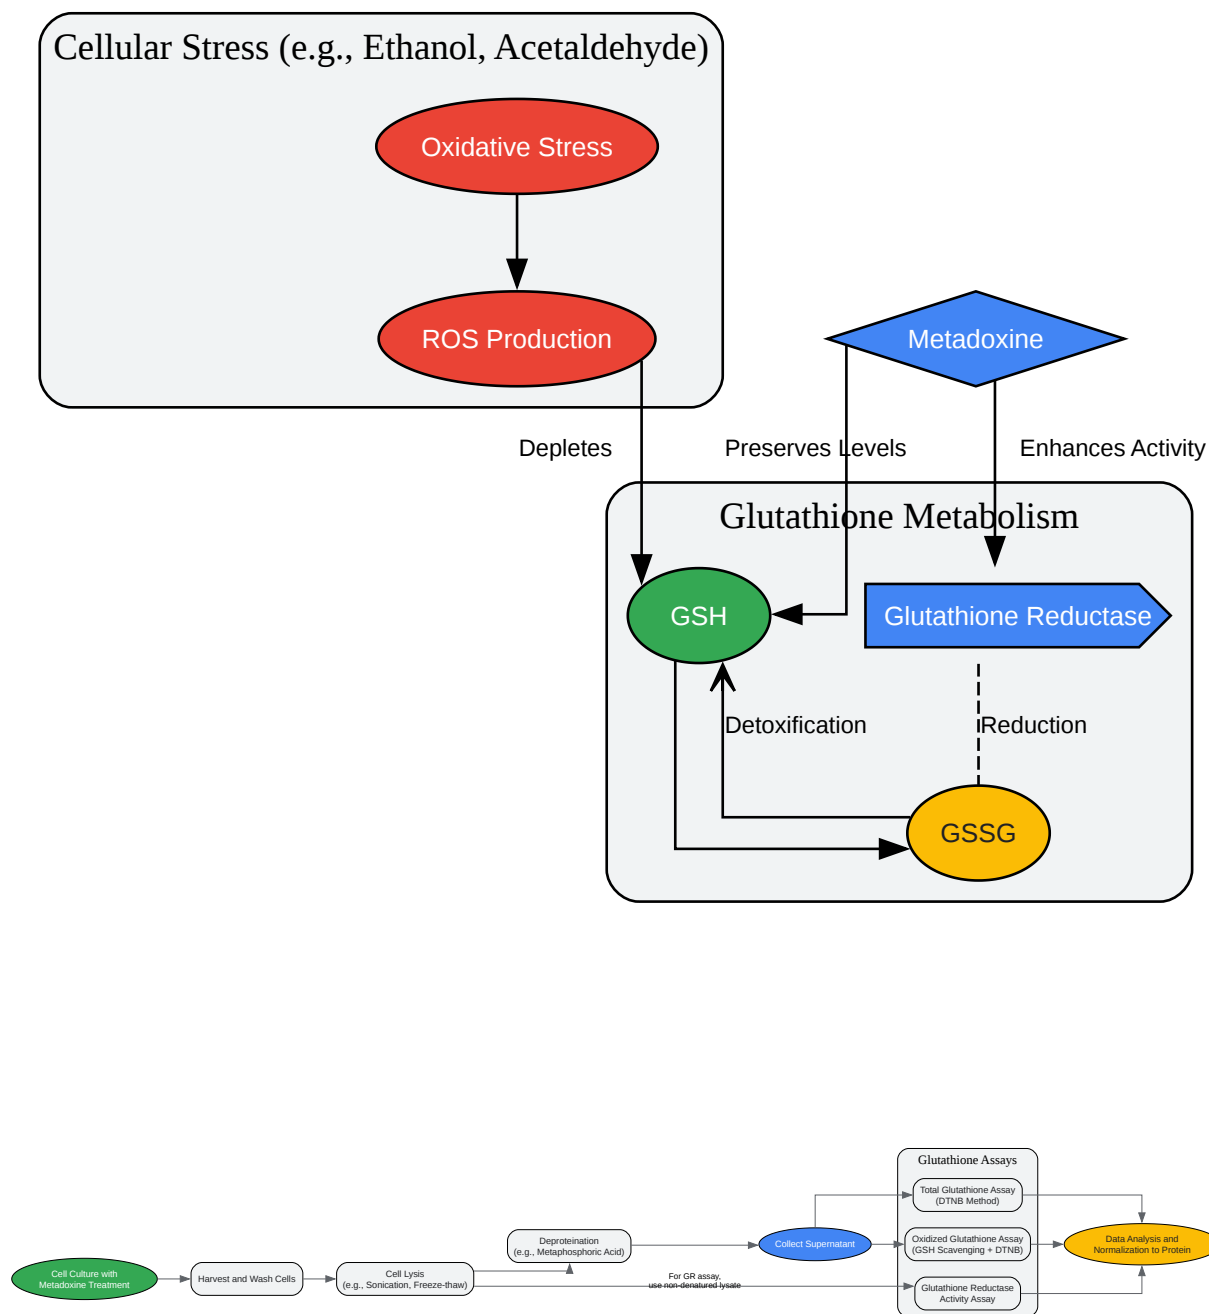 Cellular Stress (e.g., Ethanol, Acetaldehyde)
Oxidative Stress
ROS Production
Metadoxine
Depletes
Preserves Levels
Enhances Activity
Glutathione Metabolism
GSH
Glutathione Reductase
Detoxification
Reduction
GSSG
Glutathione Assays
Total Glutathione Assay
(DTNB Method)
Deproteination
(e.g., Metaphosphoric Acid)
Collect Supernatant
Oxidized Glutathione Assay
(GSH Scavenging + DTNB)
Data Analysis and
Normalization to Protein
Cell Culture with
Metadoxine Treatment
Harvest and Wash Cells
Cell Lysis
(e.g., Sonication, Freeze-thaw)
For GR assay,
use non-denatured lysate
Glutathione Reductase
Activity Assay